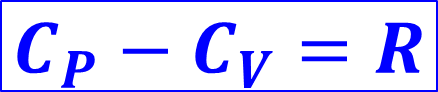 C_P − C_V = R